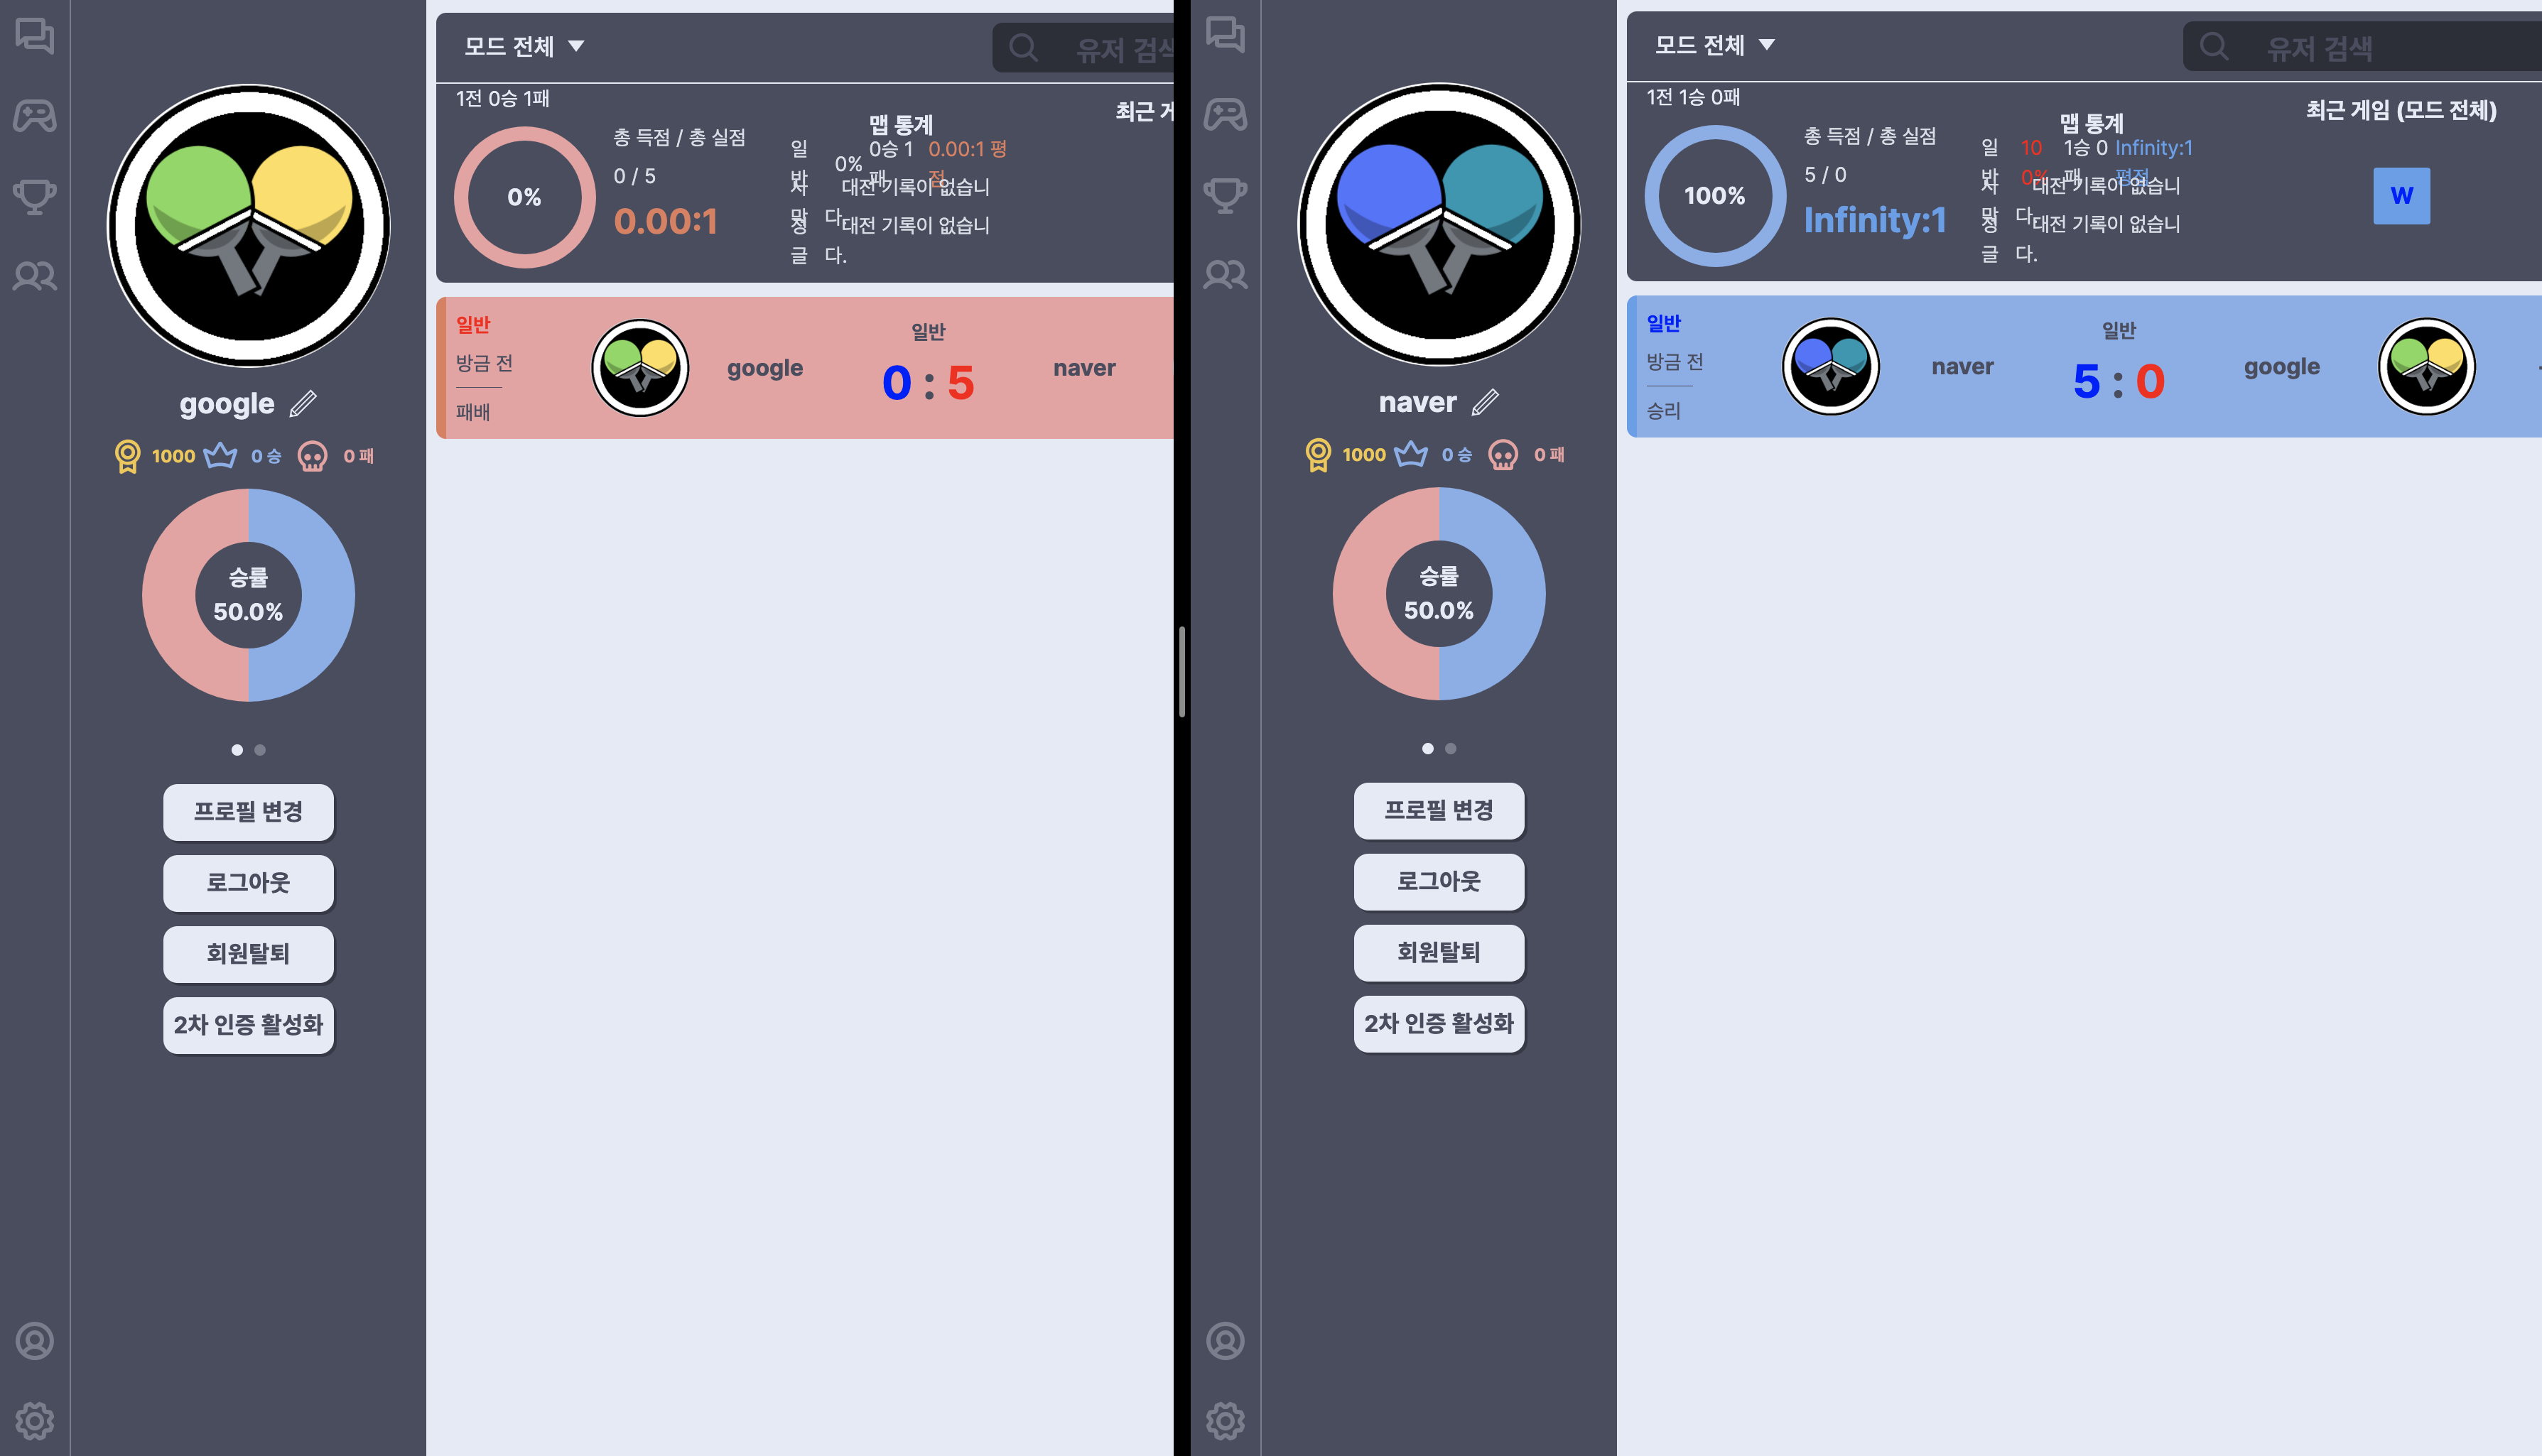 모드 전체
유저 검색
1전 0승 1패
최근 게
0%
총 득점 / 총 실점
0 / 5
0.00:1
맵 통계
일반
0%
0승 1패
0.00:1 평점
사막
대전 기록이 없습니다.
정글
대전 기록이 없습니다.
일반
방금 전
패배
google
일반
0 : 5
naver
google
1000
0 승
0 패
승률
50.0%
프로필 변경
로그아웃
회원탈퇴
2차 인증 활성화
모드 전체
유저 검색
1전 1승 0패
최근 게임 (모드 전체)
100%
총 득점 / 총 실점
5 / 0
Infinity:1
맵 통계
일반
100%
1승 0패
Infinity:1 평점
사막
대전 기록이 없습니다.
정글
대전 기록이 없습니다.
W
일반
방금 전
승리
naver
일반
5 : 0
google
naver
1000
0 승
0 패
승률
50.0%
프로필 변경
로그아웃
회원탈퇴
2차 인증 활성화